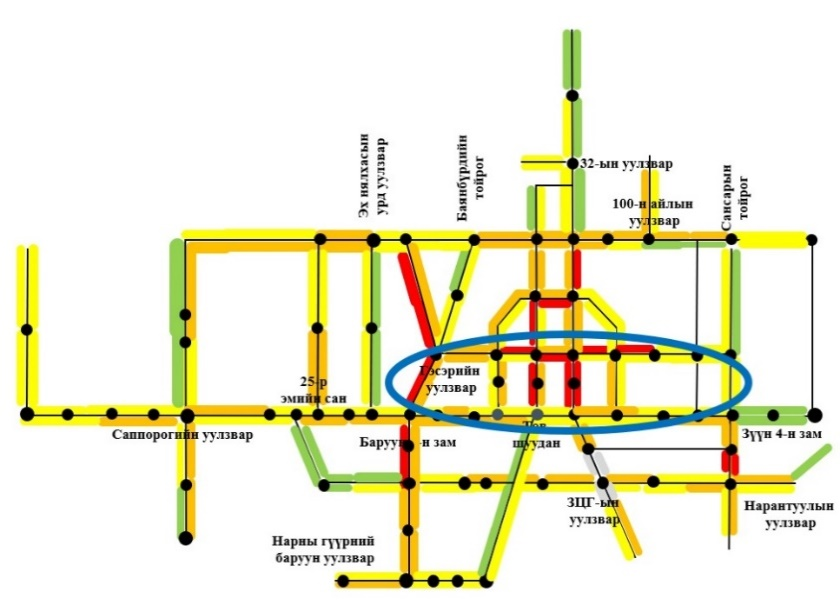 Эх нялхасын
урд уулзвар
Баянбүрдийн
тойрог
32-ын уулзвар
100-н айлын
уулзвар
Сансарын
тойрог
Гэсэрийн
уулзвар
25-р
эмийн сан
Саппорогийн уулзвар
Баруун -н зам
Төв
шуудан
Зүүн 4-н зам
ЗЦГ-ын
уулзвар
Нарантуулын
уулзвар
Нарны гүүрний
баруун уулзвар